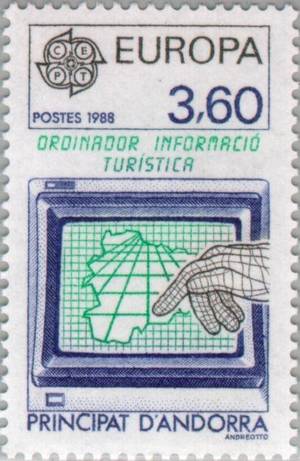 CEPT
EUROPA
POSTES 1988
3,60
ORDINADOR INFORMACIÓ
TURÍSTICA
PRINCIPAT D'ANDORRA
ANDREOTTO